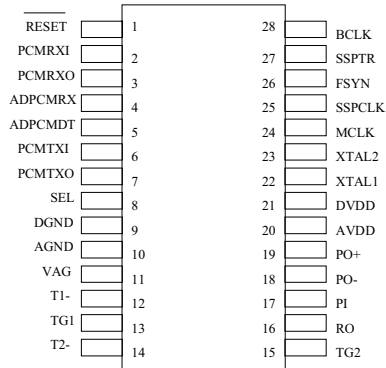 RESET 1 28 BCLK
PCMRXI 2 27 SSPTR
PCMRXO 3 26 FSYN
ADPCMRX 4 25 SSPCLK
ADPCMDT 5 24 MCLK
PCMTXI 6 23 XTAL2
PCMTXO 7 22 XTAL1
SEL 8 21 DVDD
DGND 9 20 AVDD
AGND 10 19 PO+
VAG 11 18 PO-
T1- 12 17 PI
TG1 13 16 RO
T2- 14 15 TG2